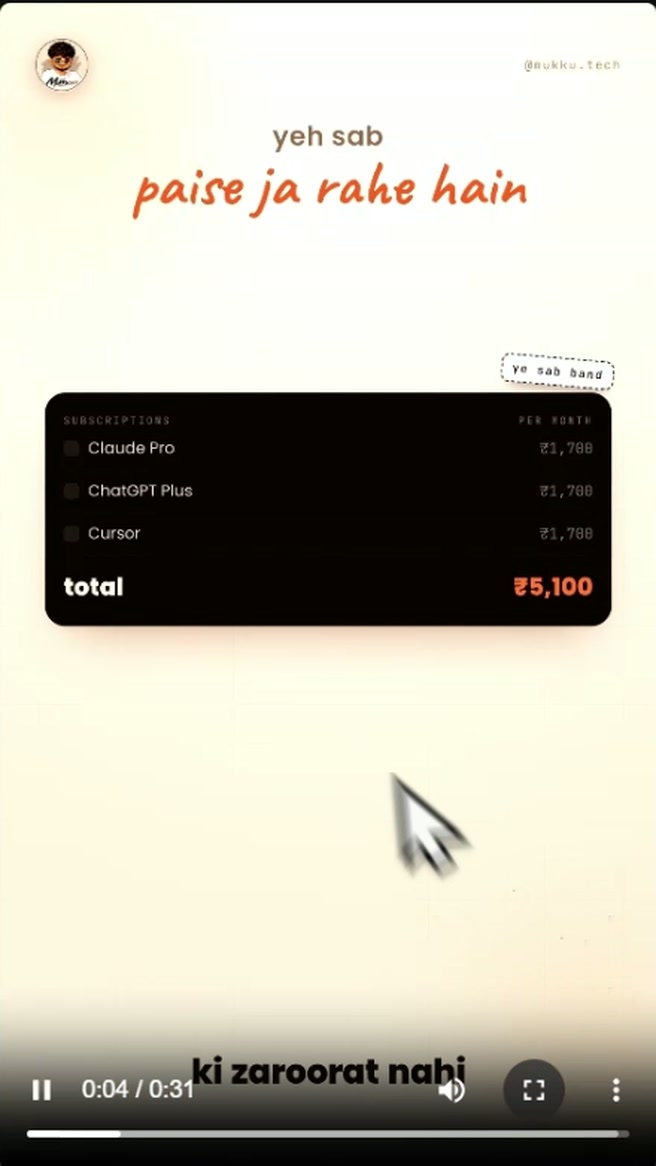 @mukku.tech
yeh sab
paise ja rahe hain
ye sab band
SUBSCRIPTIONS PER MONTH
Claude Pro ₹1,700
ChatGPT Plus ₹1,700
Cursor ₹1,700
total ₹5,100
ki zaroorat nahi
0:04 / 0:31